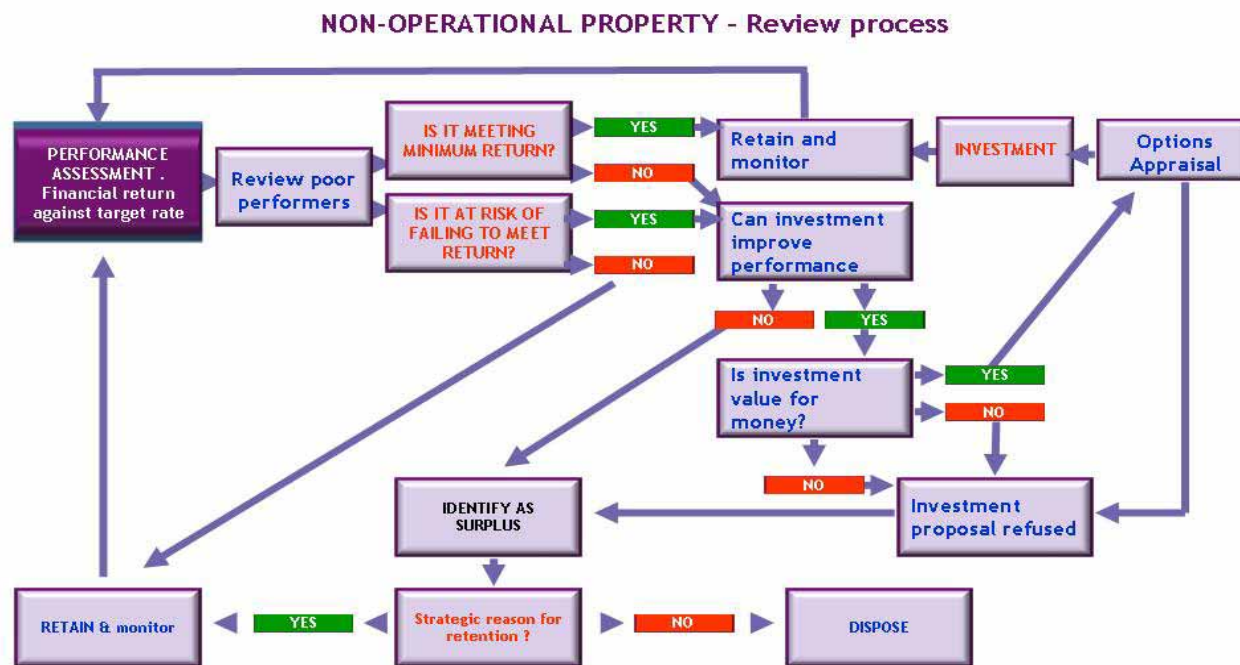 NON-OPERATIONAL PROPERTY - Review process
PERFORMANCE
ASSESSMENT .
Financial return
against target rate
Review poor
performers
IS IT MEETING
MINIMUM RETURN?
YES
NO
IS IT AT RISK OF
FAILING TO MEET
RETURN?
YES
NO
Retain and
monitor
INVESTMENT
Options
Appraisal
Can investment
improve
performance
NO
YES
Is investment
value for
money?
YES
NO
NO
Investment
proposal refused
IDENTIFY AS
SURPLUS
RETAIN & monitor
YES
Strategic reason for
retention ?
NO
DISPOSE